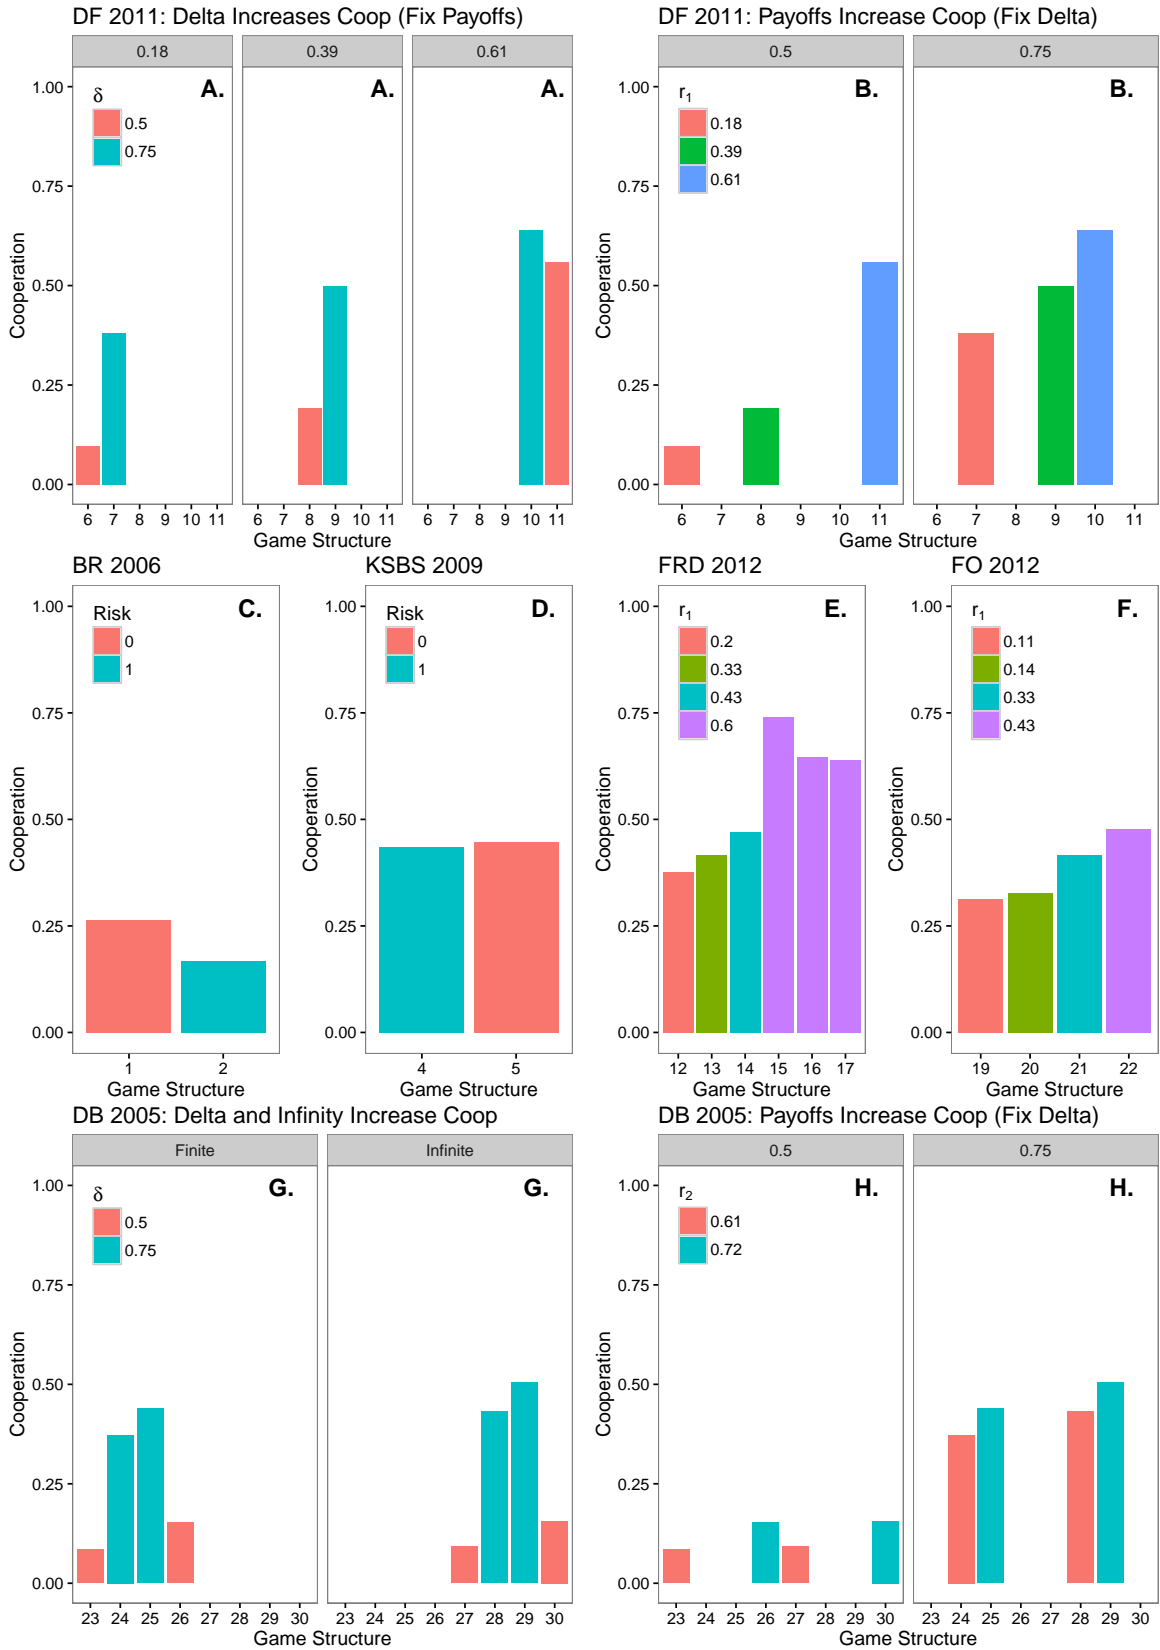 DF 2011: Delta Increases Coop (Fix Payoffs)
0.18
0.39
0.61
A.
A.
A.
δ
0.5
0.75
1.00
0.75
0.50
0.25
0.00
Cooperation
6 7 8 9 10 11
6 7 8 9 10 11
6 7 8 9 10 11
Game Structure
DF 2011: Payoffs Increase Coop (Fix Delta)
0.5
0.75
B.
B.
r1
0.18
0.39
0.61
1.00
0.75
0.50
0.25
0.00
Cooperation
6 7 8 9 10 11
6 7 8 9 10 11
Game Structure
BR 2006
C.
Risk
0
1
1.00
0.75
0.50
0.25
0.00
Cooperation
1 2
Game Structure
KSBS 2009
D.
Risk
0
1
1.00
0.75
0.50
0.25
0.00
Cooperation
4 5
Game Structure
FRD 2012
E.
r1
0.2
0.33
0.43
0.6
1.00
0.75
0.50
0.25
0.00
Cooperation
12 13 14 15 16 17
Game Structure
FO 2012
F.
r1
0.11
0.14
0.33
0.43
1.00
0.75
0.50
0.25
0.00
Cooperation
19 20 21 22
Game Structure
DB 2005: Delta and Infinity Increase Coop
Finite
Infinite
G.
G.
δ
0.5
0.75
1.00
0.75
0.50
0.25
0.00
Cooperation
23 24 25 26 27 28 29 30
23 24 25 26 27 28 29 30
Game Structure
DB 2005: Payoffs Increase Coop (Fix Delta)
0.5
0.75
H.
H.
r2
0.61
0.72
1.00
0.75
0.50
0.25
0.00
Cooperation
23 24 25 26 27 28 29 30
23 24 25 26 27 28 29 30
Game Structure